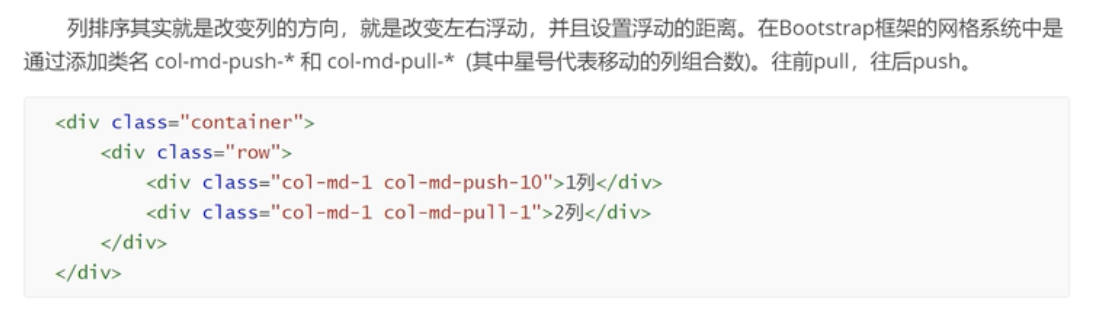 列排序其实就是改变列的方向，就是改变左右浮动，并且设置浮动的距离。在Bootstrap框架的网格系统中是
通过添加类名 col-md-push-* 和 col-md-pull-* (其中星号代表移动的列组合数)。往前pull，往后push。
<div class="container">
    <div class="row">
        <div class="col-md-1 col-md-push-10">1列</div>
        <div class="col-md-1 col-md-pull-1">2列</div>
    </div>
</div>